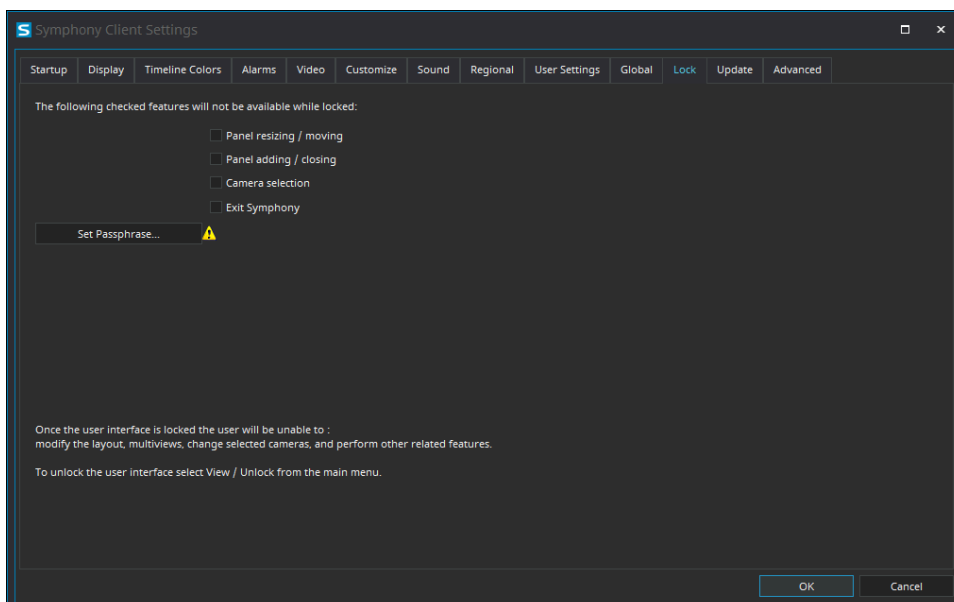 S Symphony Client Settings
Startup Display Timeline Colors Alarms Video Customize Sound Regional User Settings Global Lock Update Advanced
The following checked features will not be available while locked:
Panel resizing / moving
Panel adding / closing
Camera selection
Exit Symphony
Set Passphrase...
Once the user interface is locked the user will be unable to :
modify the layout, multiviews, change selected cameras, and perform other related features.
To unlock the user interface select View / Unlock from the main menu.
OK Cancel